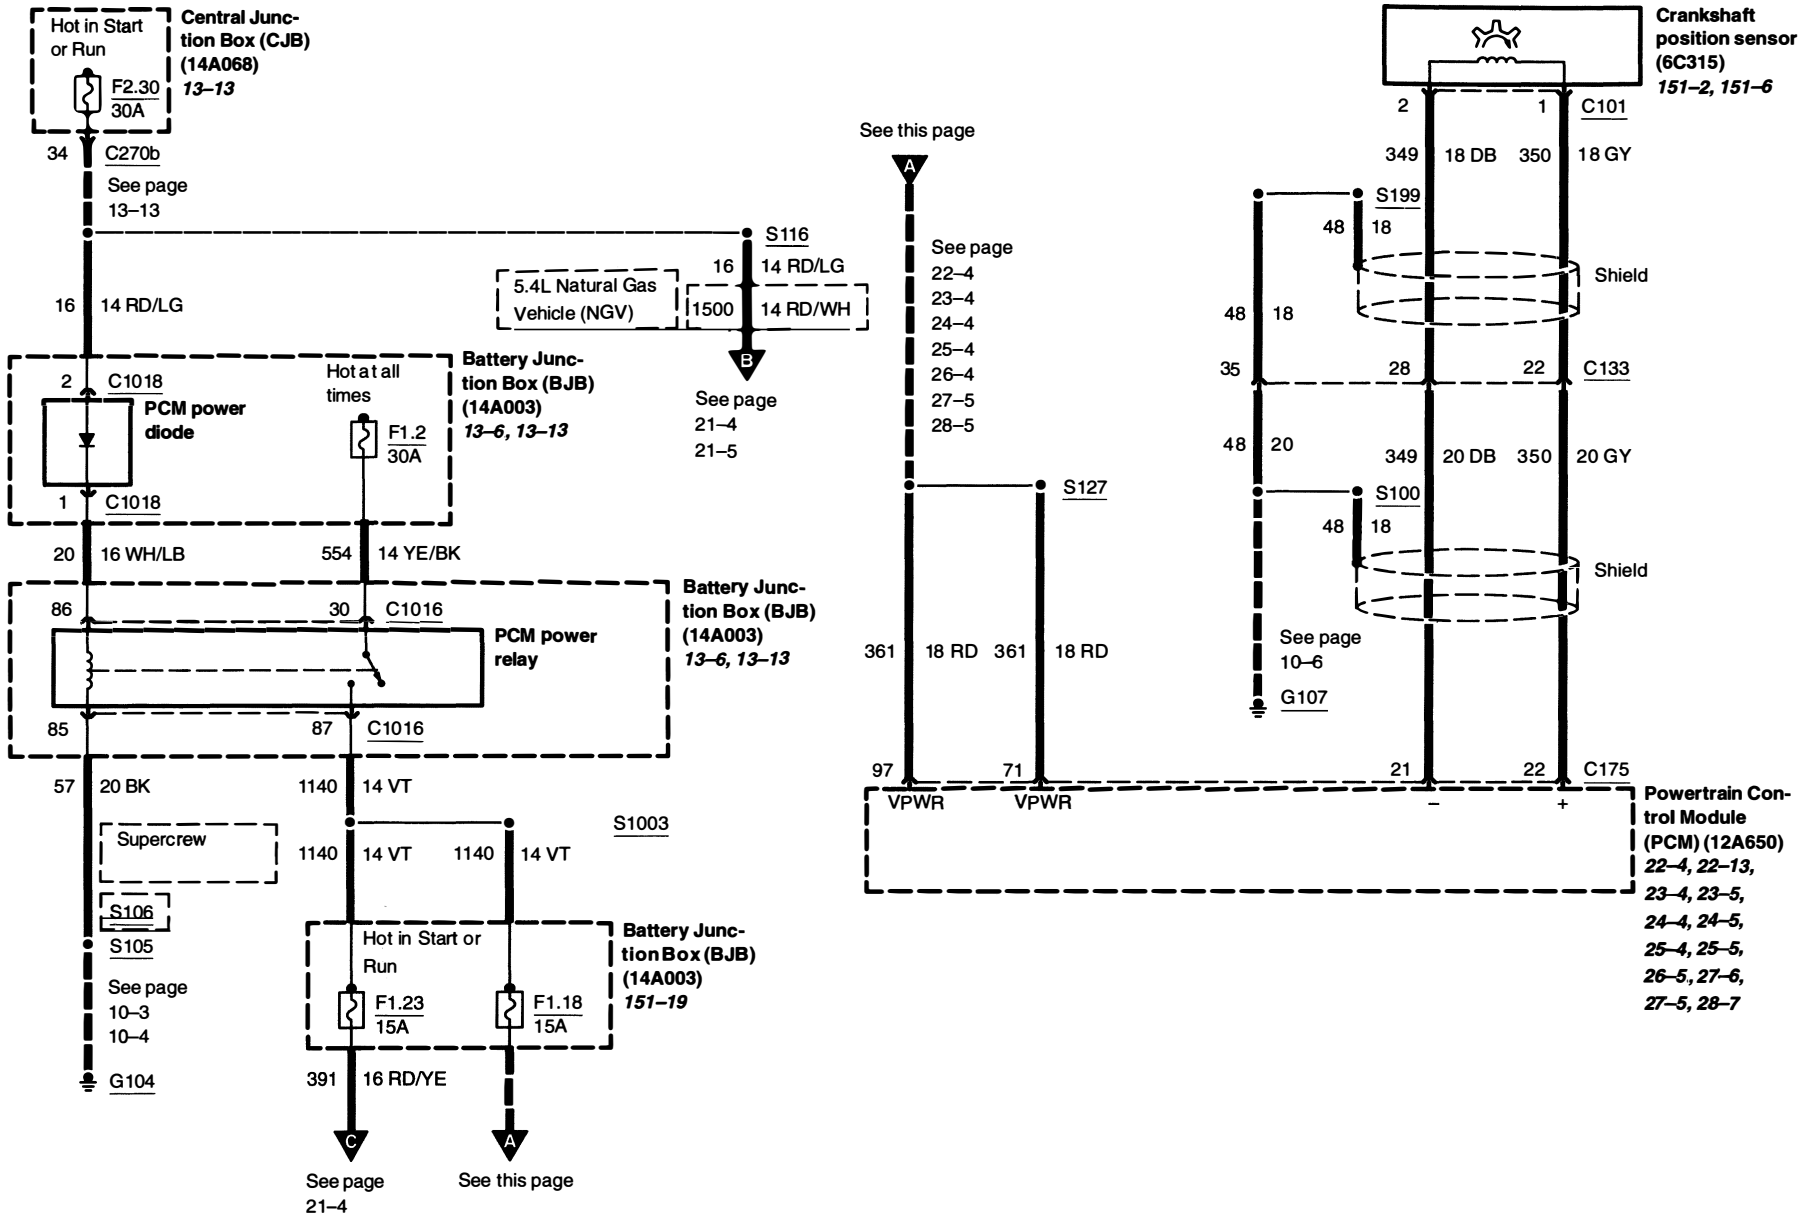 Hot in Start
or Run
F2.30
30A
Central Junc-
tion Box (CJB)
(14A068)
13–13
34
C270b
See page
13–13
S116
16
14 RD/LG
5.4L Natural Gas
Vehicle (NGV)
1500
14 RD/WH
B
See page
21–4
21–5
16
14 RD/LG
2
C1018
PCM power
diode
1
C1018
Hot at all
times
F1.2
30A
Battery Junc-
tion Box (BJB)
(14A003)
13–6, 13–13
20
16 WH/LB
554
14 YE/BK
86
30
C1016
PCM power
relay
Battery Junc-
tion Box (BJB)
(14A003)
13–6, 13–13
85
87
C1016
57
20 BK
1140
14 VT
S1003
Supercrew
1140
14 VT
1140
14 VT
S106
S105
See page
10–3
10–4
G104
Hot in Start or
Run
F1.23
15A
F1.18
15A
Battery Junc-
tion Box (BJB)
(14A003)
151–19
391
16 RD/YE
C
See page
21–4
A
See this page
See this page
A
See page
22–4
23–4
24–4
25–4
26–4
27–5
28–5
S127
361
18 RD
361
18 RD
97
71
VPWR
VPWR
Crankshaft
position sensor
(6C315)
151–2, 151–6
2
1
C101
349
18 DB
350
18 GY
S199
48
18
Shield
48
18
35
28
22
C133
48
20
349
20 DB
350
20 GY
S100
48
18
Shield
See page
10–6
G107
21
22
C175
–
+
Powertrain Con-
trol Module
(PCM) (12A650)
22–4, 22–13,
23–4, 23–5,
24–4, 24–5,
25–4, 25–5,
26–5, 27–6,
27–5, 28–7